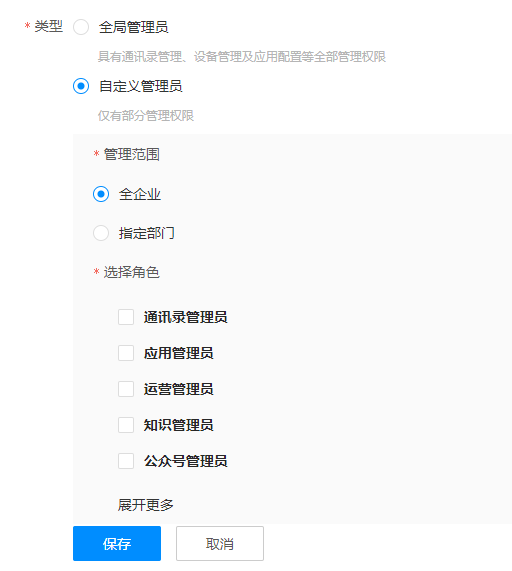 * 类型 全局管理员
具有通讯录管理、设备管理及应用配置等全部管理权限
自定义管理员
仅有部分管理权限
* 管理范围
全企业
指定部门
* 选择角色
通讯录管理员
应用管理员
运营管理员
知识管理员
公众号管理员
展开更多
保存 取消